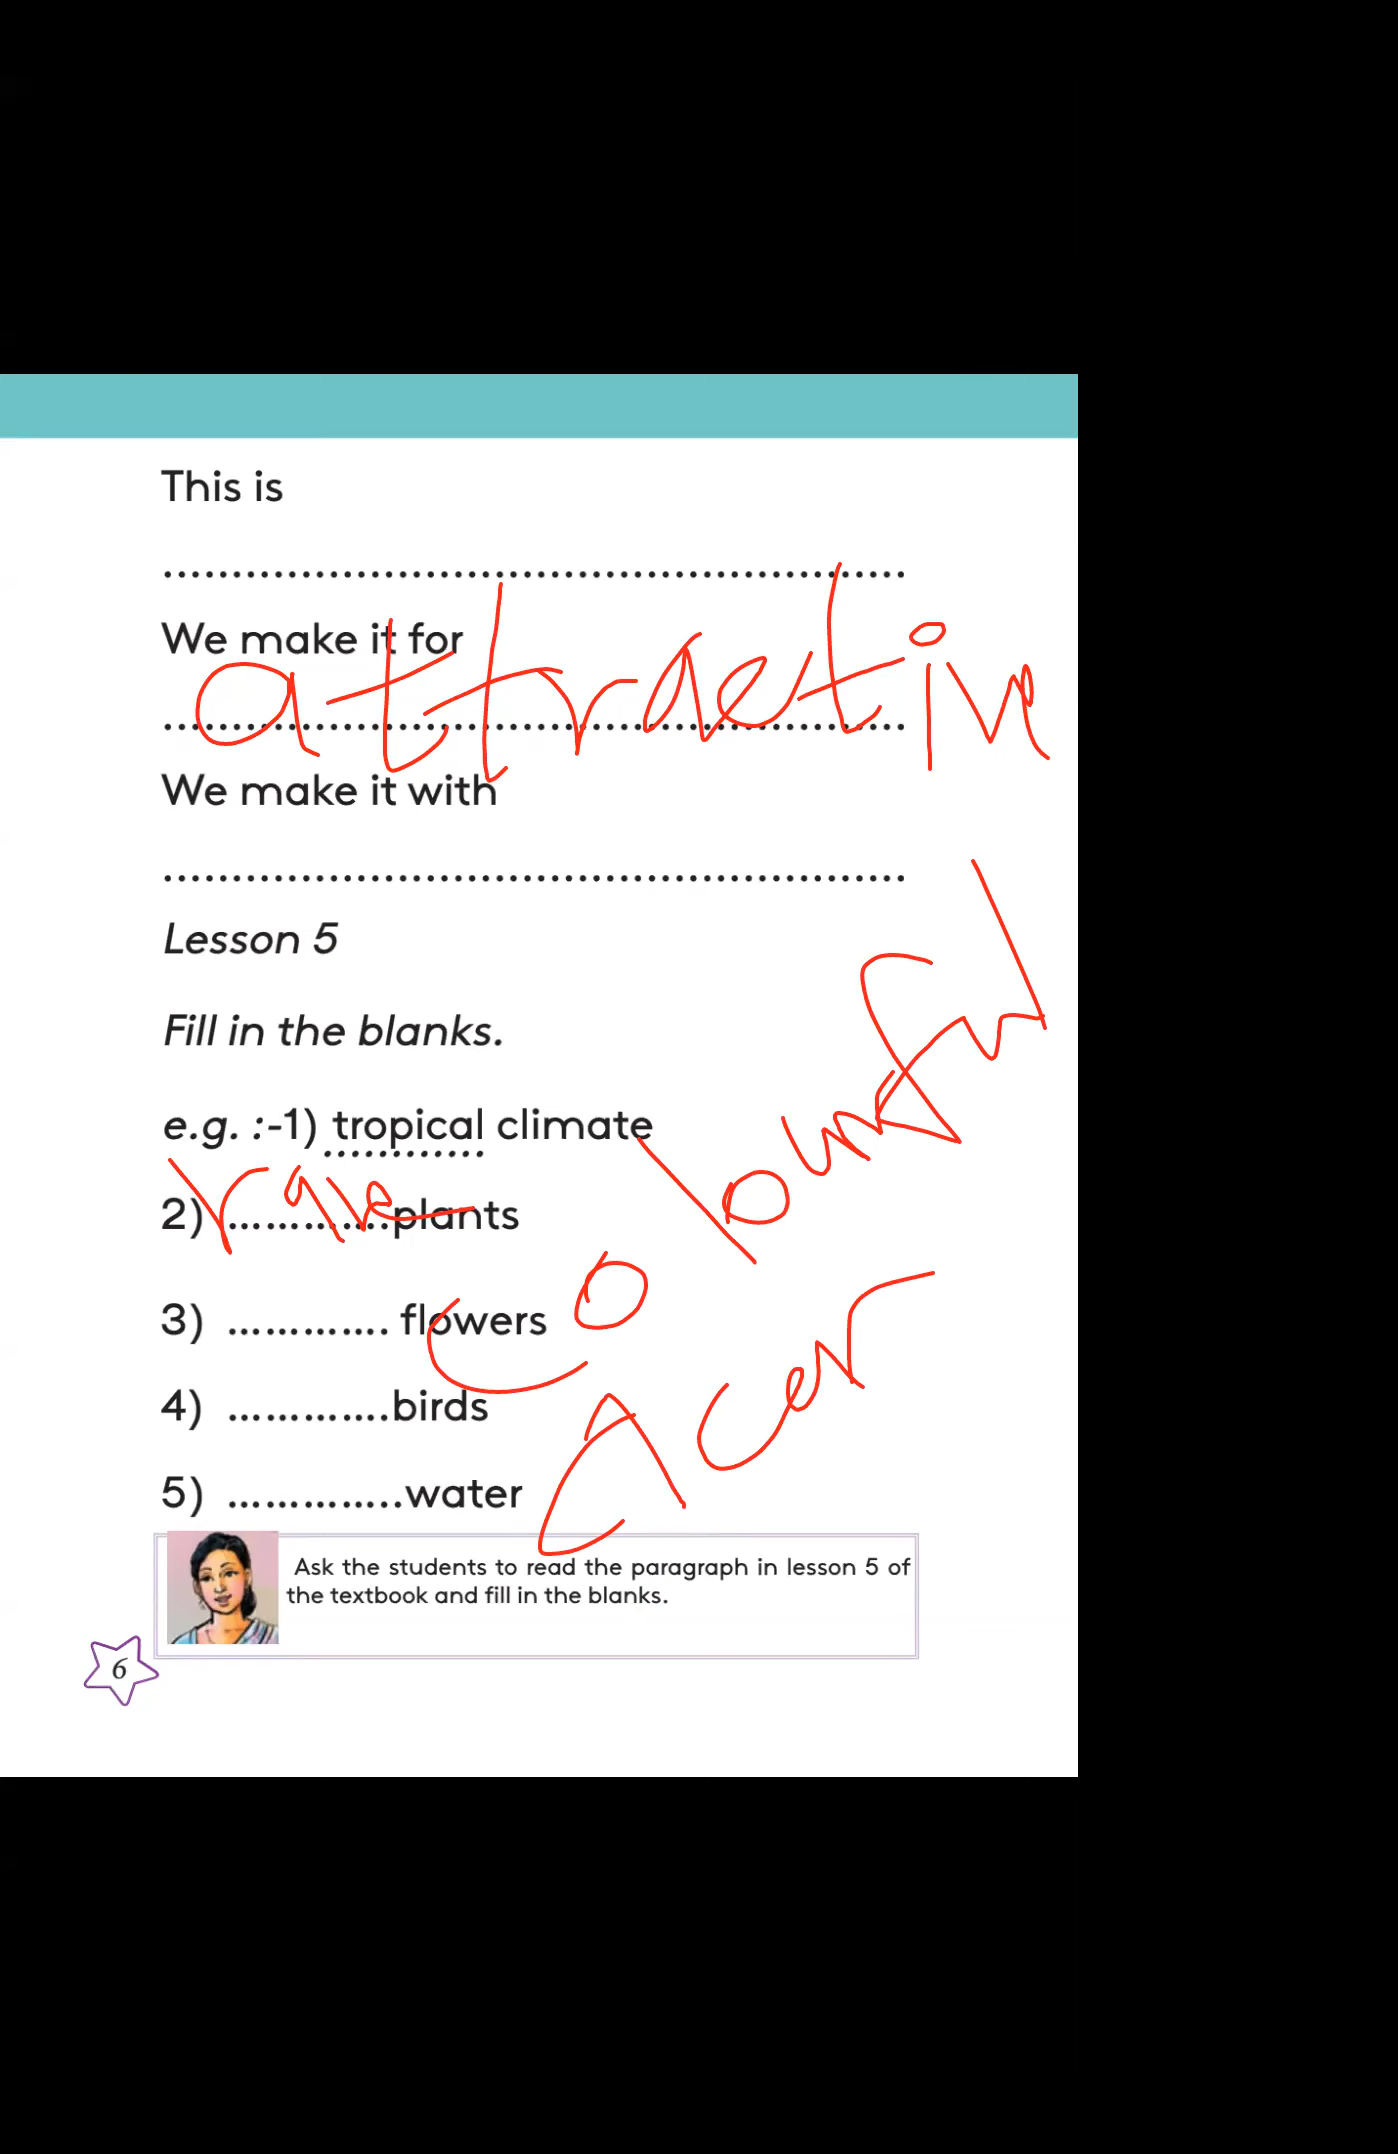 This is
......................................................
We make it for
attractive
......................................................
We make it with
......................................................
Lesson 5
Fill in the blanks.
e.g. :-1) tropical climate
2) .............plants
rare
3) ............. flowers
colourful
4) .............birds
5) ..............water
Ask the students to read the paragraph in lesson 5 of
the textbook and fill in the blanks.
6